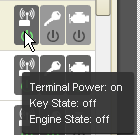 Terminal Power: on
Key State: off
Engine State: off